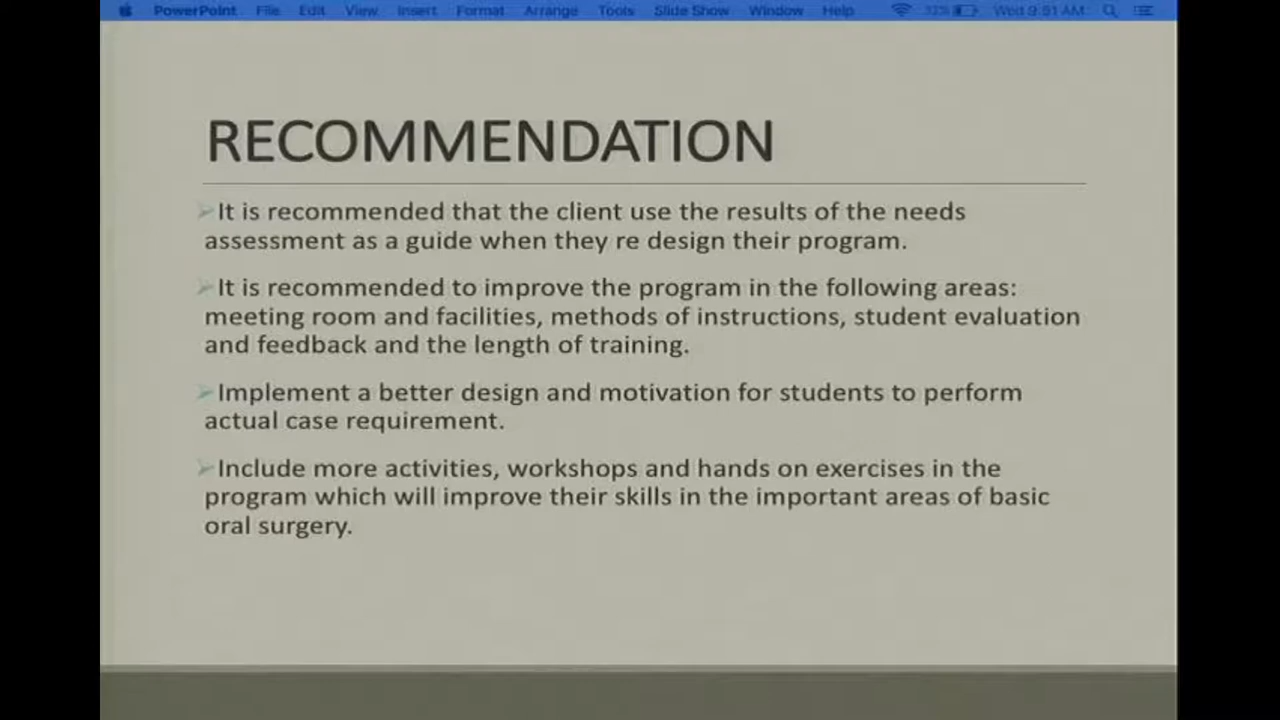 PowerPoint File Edit View Insert Format Arrange Tools Slide Show Window Help Wed 9:51 AM
RECOMMENDATION
It is recommended that the client use the results of the needs
assessment as a guide when they re design their program.
It is recommended to improve the program in the following areas:
meeting room and facilities, methods of instructions, student evaluation
and feedback and the length of training.
Implement a better design and motivation for students to perform
actual case requirement.
Include more activities, workshops and hands on exercises in the
program which will improve their skills in the important areas of basic
oral surgery.